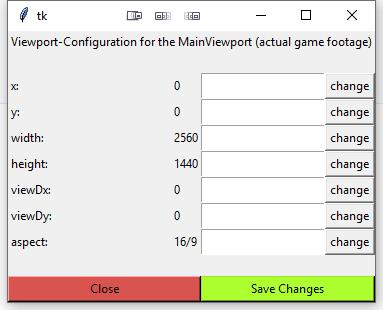 tk
Viewport-Configuration for the MainViewport (actual game footage)
x: 0 change
y: 0 change
width: 2560 change
height: 1440 change
viewDx: 0 change
viewDy: 0 change
aspect: 16/9 change
Close Save Changes